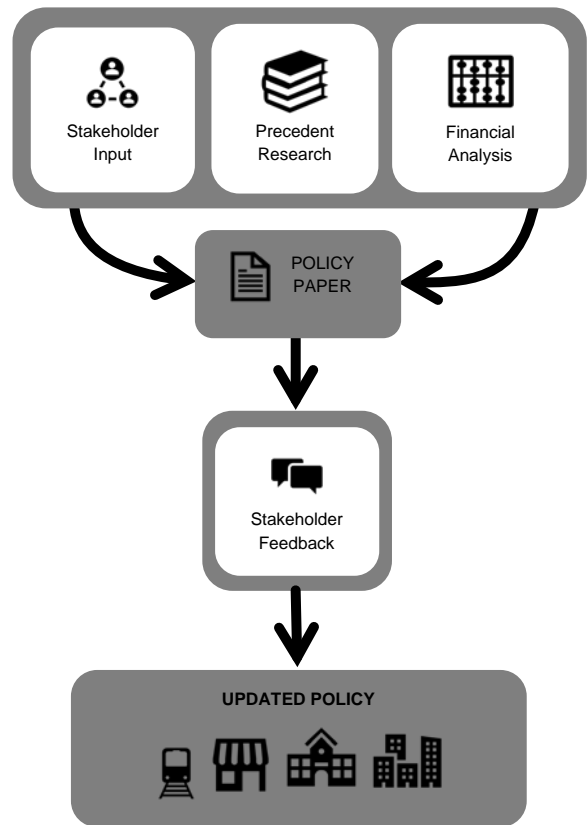 Stakeholder
Input
Precedent
Research
Financial
Analysis
POLICY
PAPER
Stakeholder
Feedback
UPDATED POLICY